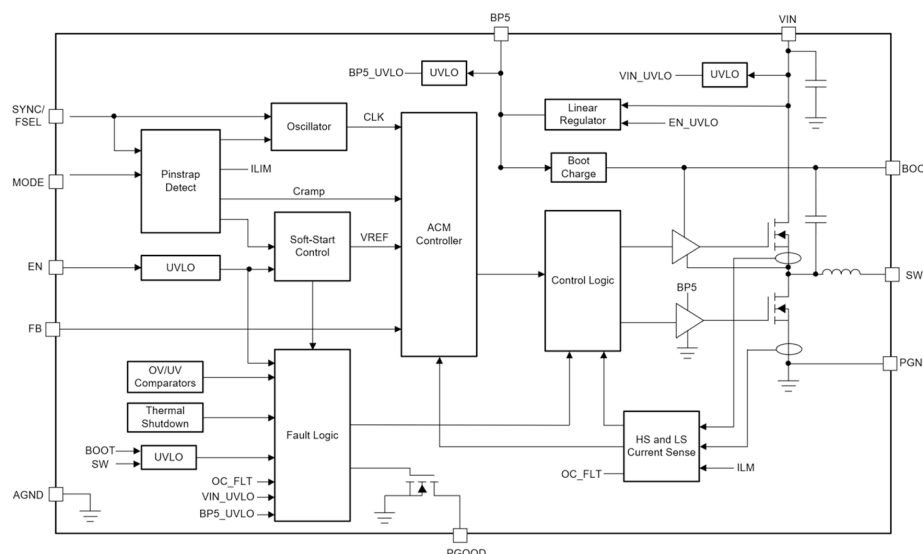 BP5
VIN
BP5_UVLO
UVLO
VIN_UVLO
UVLO
SYNC/
FSEL
Oscillator
CLK
Linear
Regulator
EN_UVLO
Pinstrap
Detect
ILIM
Boot
Charge
BOO
MODE
Cramp
ACM
Controller
Soft-Start
Control
VREF
EN
UVLO
Control Logic
SW
BP5
FB
OV/UV
Comparators
PGN
Thermal
Shutdown
Fault Logic
HS and LS
Current Sense
BOOT
SW
UVLO
OC_FLT
ILM
OC_FLT
AGND
VIN_UVLO
BP5_UVLO
PGOOD